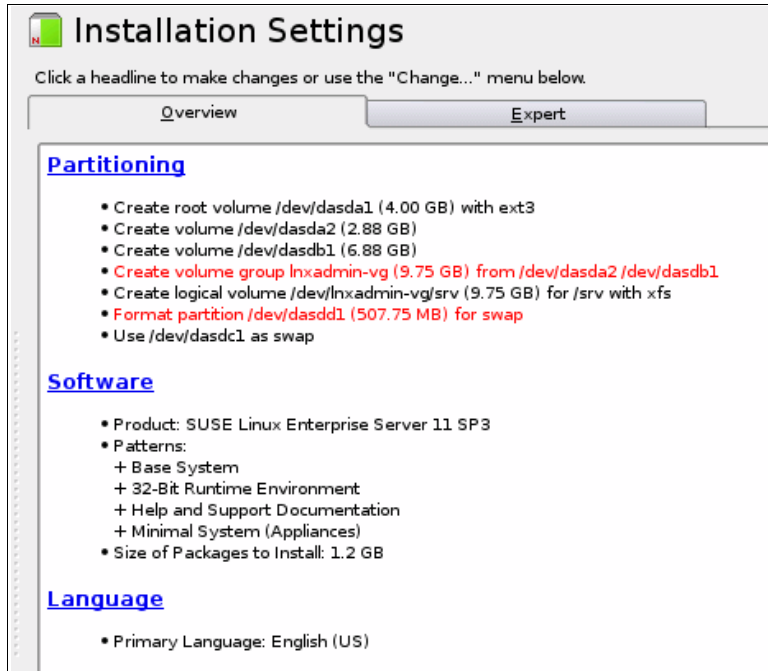 N
Installation Settings
Click a headline to make changes or use the "Change..." menu below.
Overview Expert
Partitioning
• Create root volume /dev/dasda1 (4.00 GB) with ext3
• Create volume /dev/dasda2 (2.88 GB)
• Create volume /dev/dasdb1 (6.88 GB)
• Create volume group lnxadmin-vg (9.75 GB) from /dev/dasda2 /dev/dasdb1
• Create logical volume /dev/lnxadmin-vg/srv (9.75 GB) for /srv with xfs
• Format partition /dev/dasdd1 (507.75 MB) for swap
• Use /dev/dasdc1 as swap
Software
• Product: SUSE Linux Enterprise Server 11 SP3
• Patterns:
+ Base System
+ 32-Bit Runtime Environment
+ Help and Support Documentation
+ Minimal System (Appliances)
• Size of Packages to Install: 1.2 GB
Language
• Primary Language: English (US)